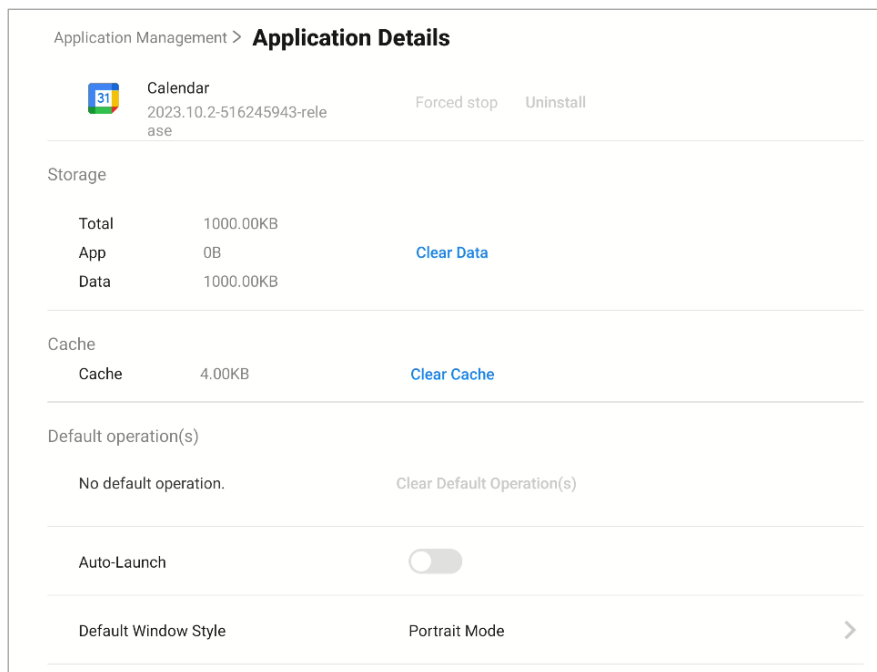 Application Management > Application Details
31
Calendar
2023.10.2-516245943-rele
ase
Forced stop Uninstall
Storage
Total 1000.00KB
App 0B Clear Data
Data 1000.00KB
Cache
Cache 4.00KB Clear Cache
Default operation(s)
No default operation. Clear Default Operation(s)
Auto-Launch
Default Window Style Portrait Mode